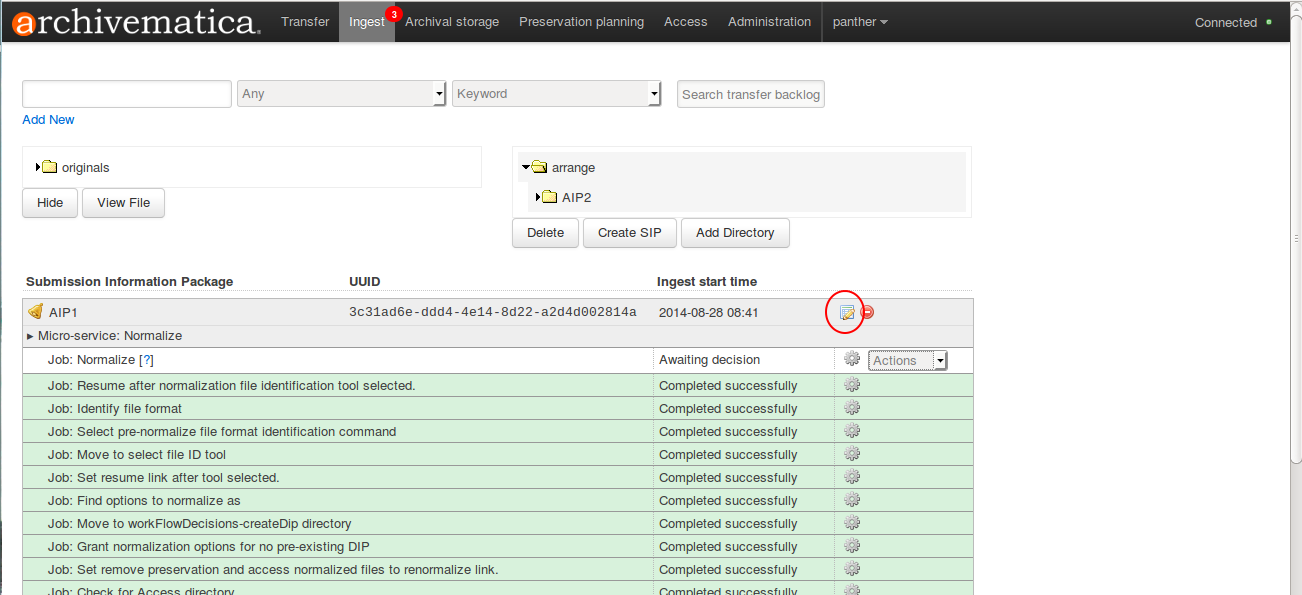 archivematica. Transfer Ingest 3 Archival storage Preservation planning Access Administration panther Connected
Any Keyword Search transfer backlog
Add New
originals
Hide View File
arrange
AIP2
Delete Create SIP Add Directory
Submission Information Package UUID Ingest start time
AIP1 3c31ad6e-ddd4-4e14-8d22-a2d4d002814a 2014-08-28 08:41
Micro-service: Normalize
Job: Normalize [?] Awaiting decision Actions
Job: Resume after normalization file identification tool selected. Completed successfully
Job: Identify file format Completed successfully
Job: Select pre-normalize file format identification command Completed successfully
Job: Move to select file ID tool Completed successfully
Job: Set resume link after tool selected. Completed successfully
Job: Find options to normalize as Completed successfully
Job: Move to workFlowDecisions-createDip directory Completed successfully
Job: Grant normalization options for no pre-existing DIP Completed successfully
Job: Set remove preservation and access normalized files to renormalize link. Completed successfully
Job: Check for Access directory Completed successfully